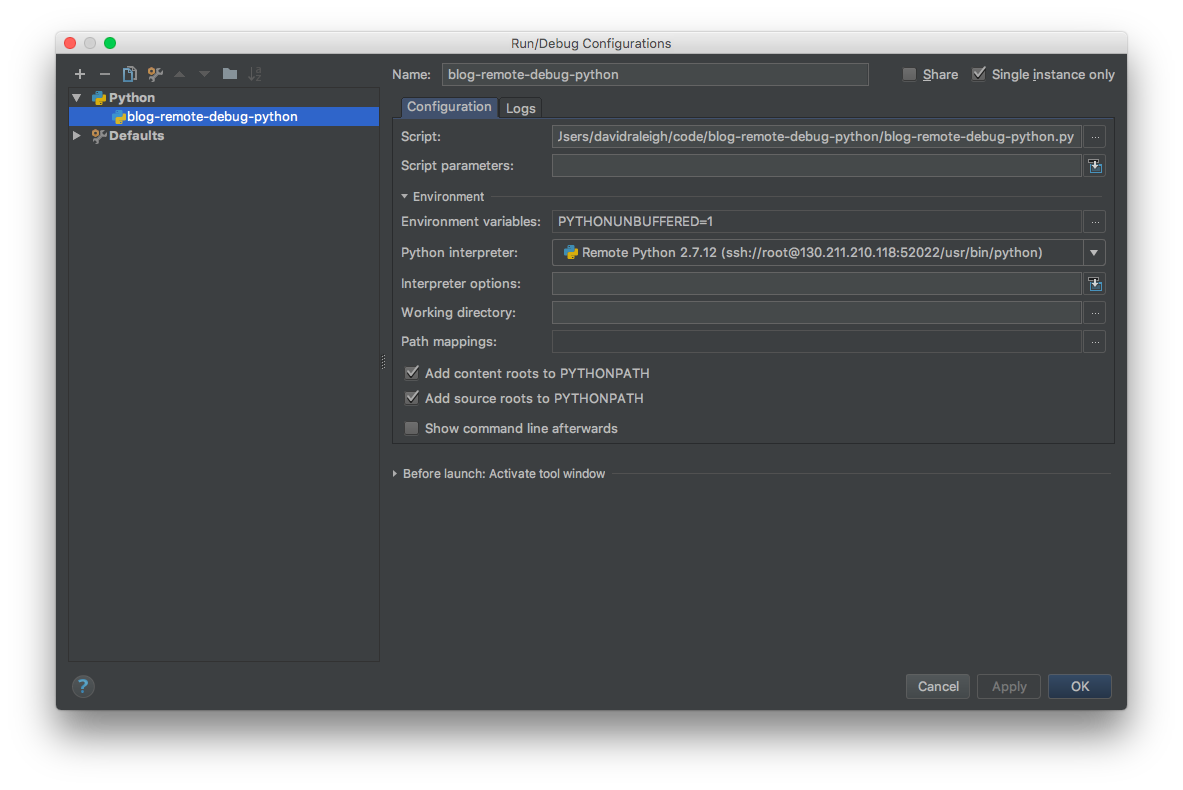 Run/Debug Configurations
Name: blog-remote-debug-python Share Single instance only
Python
blog-remote-debug-python
Defaults
Configuration Logs
Script: Jsers/davidraleigh/code/blog-remote-debug-python/blog-remote-debug-python.py ...
Script parameters:
Environment
Environment variables: PYTHONUNBUFFERED=1 ...
Python interpreter: Remote Python 2.7.12 (ssh://root@130.211.210.118:52022/usr/bin/python)
Interpreter options:
Working directory: ...
Path mappings: ...
Add content roots to PYTHONPATH
Add source roots to PYTHONPATH
Show command line afterwards
Before launch: Activate tool window
? Cancel Apply OK